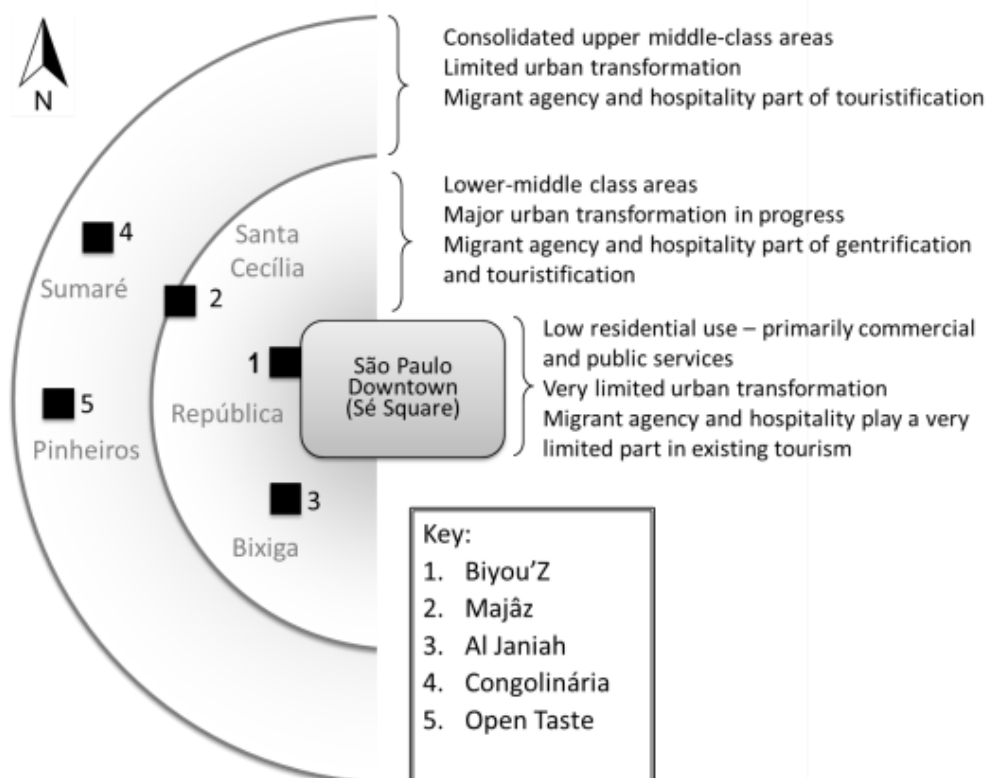 N
Consolidated upper middle-class areas
Limited urban transformation
Migrant agency and hospitality part of touristification
Lower-middle class areas
Major urban transformation in progress
Migrant agency and hospitality part of gentrification
and touristification
Low residential use – primarily commercial
and public services
Very limited urban transformation
Migrant agency and hospitality play a very
limited part in existing tourism
4
Sumaré
Santa
Cecília
2
1
República
São Paulo
Downtown
(Sé Square)
5
Pinheiros
3
Bixiga
Key:
1. Biyou’Z
2. Majâz
3. Al Janiah
4. Congolinária
5. Open Taste